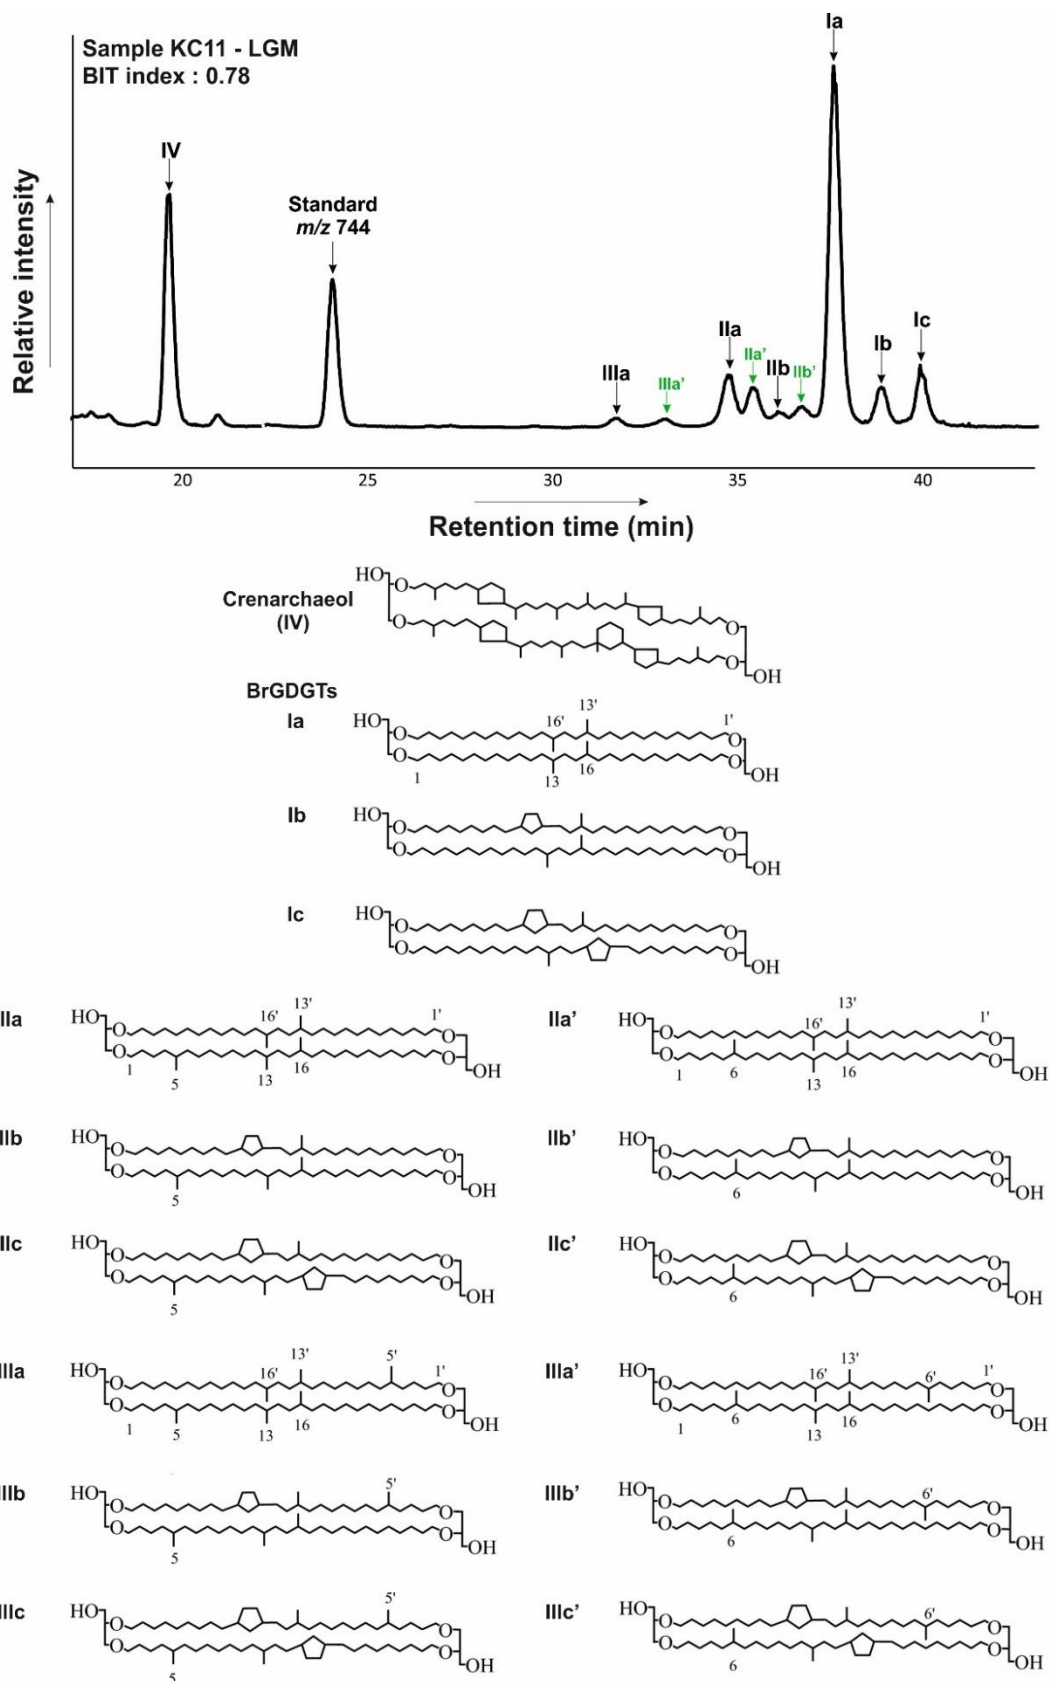 Sample KC11 - LGM
BIT index : 0.78
Ia
IV
Standard
m/z 744
IIa
IIa’
IIb
IIb’
Ib
Ic
IIIa
IIIa’
Relative intensity
20
25
30
35
40
Retention time (min)
Crenarchaeol
(IV)
HO
O
O
O
O
OH
BrGDGTs
Ia
HO
O
O
16'
13'
1'
O
O
OH
1
13
16
Ib
HO
O
O
O
O
OH
Ic
HO
O
O
O
O
OH
IIa
HO
O
O
16'
13'
1'
O
O
OH
1
5
13
16
IIa’
HO
O
O
16'
13'
1'
O
O
OH
1
6
13
16
IIb
HO
O
O
O
O
OH
5
IIb’
HO
O
O
O
O
OH
6
IIc
HO
O
O
O
O
OH
5
IIc’
HO
O
O
O
O
OH
6
IIIa
HO
O
O
16'
13'
5'
1'
O
O
OH
1
5
13
16
IIIa’
HO
O
O
16'
13'
6'
1'
O
O
OH
1
6
13
16
IIIb
HO
O
O
5'
O
O
OH
5
IIIb’
HO
O
O
6'
O
O
OH
6
IIIc
HO
O
O
5'
O
O
OH
5
IIIc’
HO
O
O
6'
O
O
OH
6